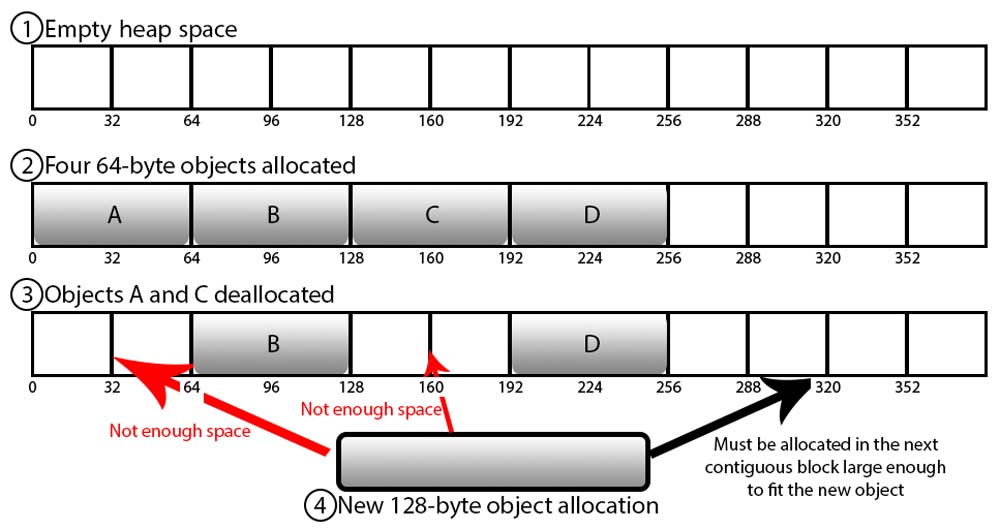 1 Empty heap space
0 32 64 96 128 160 192 224 256 288 320 352
2 Four 64-byte objects allocated
A B C D
0 32 64 96 128 160 192 224 256 288 320 352
3 Objects A and C deallocated
B D
0 32 64 96 128 160 192 224 256 288 320 352
Not enough space
Not enough space
Must be allocated in the next
contiguous block large enough
to fit the new object
4 New 128-byte object allocation